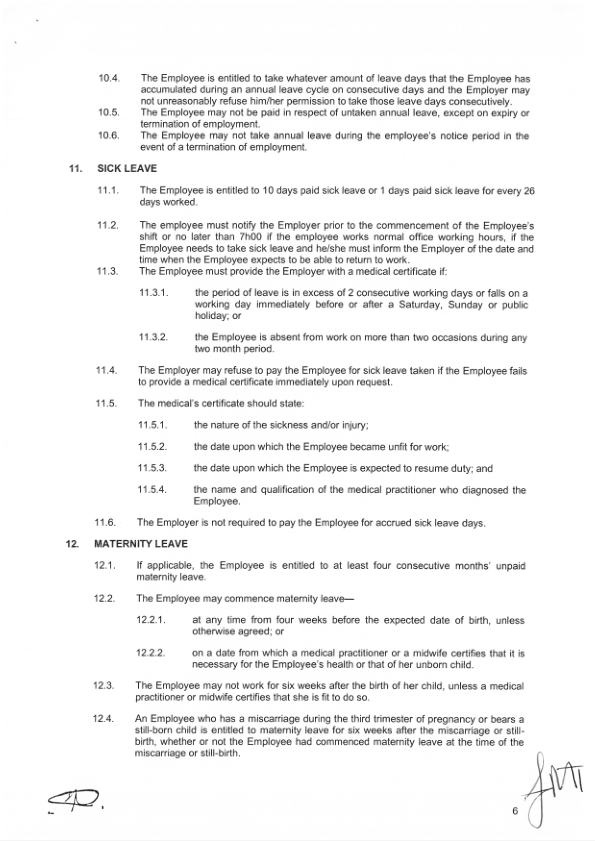 10.4. The Employee is entitled to take whatever amount of leave days that the Employee has
accumulated during an annual leave cycle on consecutive days and the Employer may
not unreasonably refuse him/her permission to take those leave days consecutively.
10.5. The Employee may not be paid in respect of untaken annual leave, except on expiry or
termination of employment.
10.6. The Employee may not take annual leave during the employee's notice period in the
event of a termination of employment.
11. SICK LEAVE
11.1. The Employee is entitled to 10 days paid sick leave or 1 days paid sick leave for every 26
days worked.
11.2. The employee must notify the Employer prior to the commencement of the Employee's
shift or no later than 7h00 if the employee works normal office working hours, if the
Employee needs to take sick leave and he/she must inform the Employer of the date and
time when the Employee expects to be able to return to work.
11.3. The Employee must provide the Employer with a medical certificate if:
11.3.1. the period of leave is in excess of 2 consecutive working days or falls on a
working day immediately before or after a Saturday, Sunday or public
holiday; or
11.3.2. the Employee is absent from work on more than two occasions during any
two month period.
11.4. The Employer may refuse to pay the Employee for sick leave taken if the Employee fails
to provide a medical certificate immediately upon request.
11.5. The medical's certificate should state:
11.5.1. the nature of the sickness and/or injury;
11.5.2. the date upon which the Employee became unfit for work;
11.5.3. the date upon which the Employee is expected to resume duty; and
11.5.4. the name and qualification of the medical practitioner who diagnosed the
Employee.
11.6. The Employer is not required to pay the Employee for accrued sick leave days.
12. MATERNITY LEAVE
12.1. If applicable, the Employee is entitled to at least four consecutive months' unpaid
maternity leave.
12.2. The Employee may commence maternity leave—
12.2.1. at any time from four weeks before the expected date of birth, unless
otherwise agreed; or
12.2.2. on a date from which a medical practitioner or a midwife certifies that it is
necessary for the Employee's health or that of her unborn child.
12.3. The Employee may not work for six weeks after the birth of her child, unless a medical
practitioner or midwife certifies that she is fit to do so.
12.4. An Employee who has a miscarriage during the third trimester of pregnancy or bears a
still-born child is entitled to maternity leave for six weeks after the miscarriage or still-
birth, whether or not the Employee had commenced maternity leave at the time of the
miscarriage or still-birth.
6